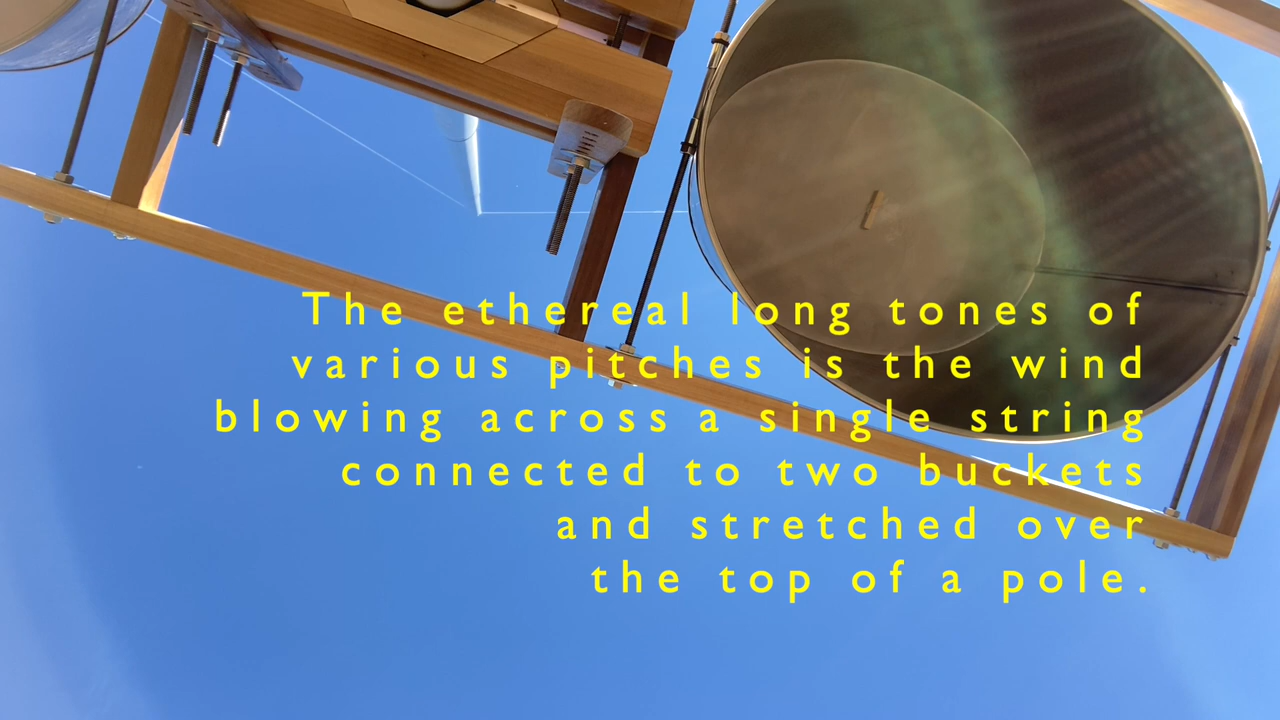 The ethereal long tones of
various pitches is the wind
blowing across a single string
connected to two buckets
and stretched over
the top of a pole.